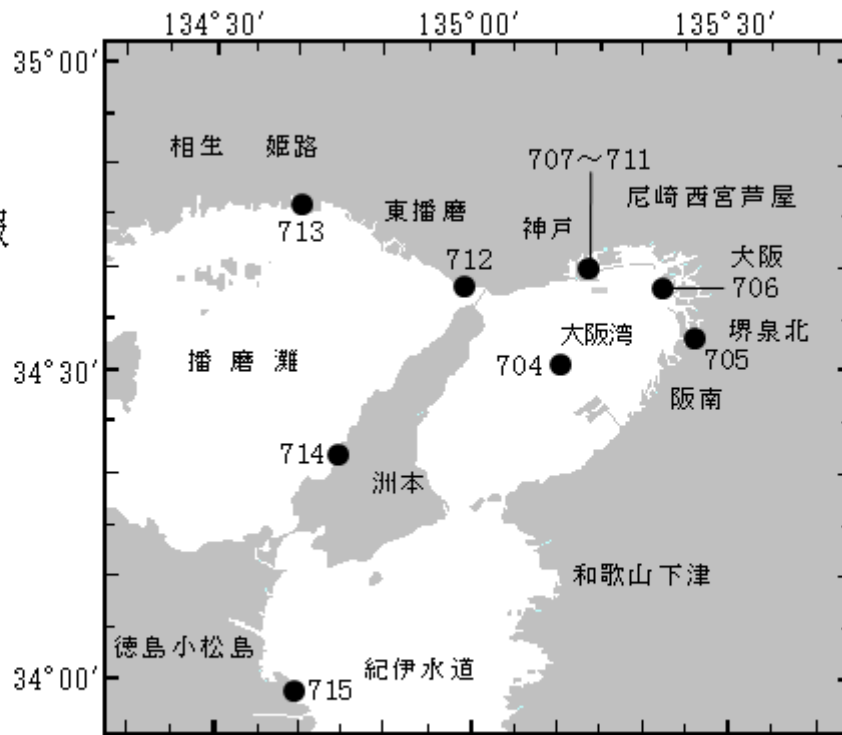 134°30′
135°00′
135°30′
35°00′
相生
姫路
707～711
尼崎西宮芦屋
東播磨
神戸
713
712
大阪
706
大阪湾
堺泉北
播磨灘
704
705
34°30′
阪南
714
洲本
和歌山下津
徳島小松島
紀伊水道
34°00′
715